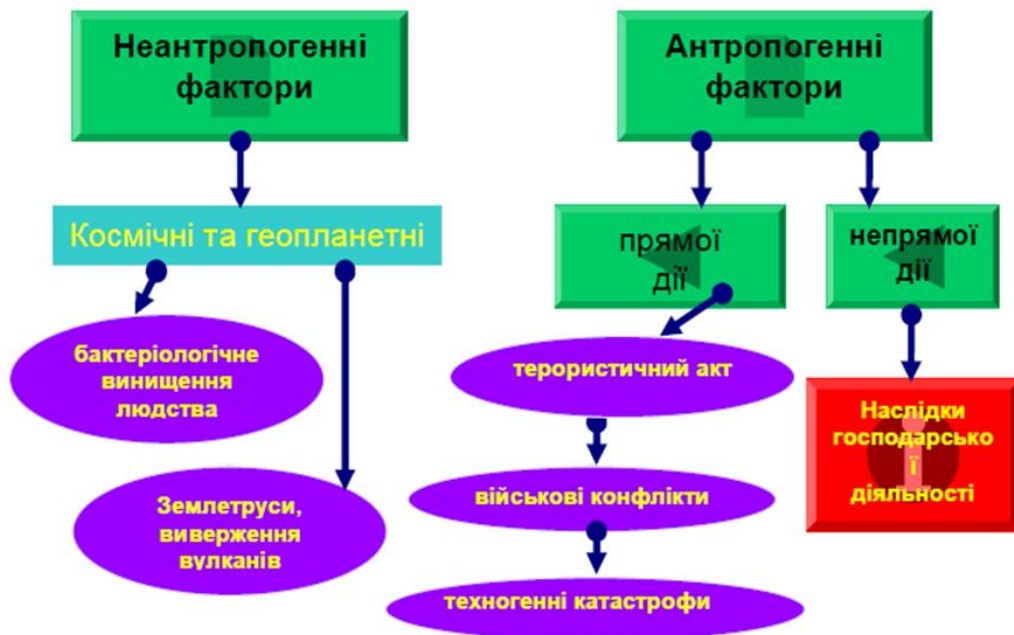 Неантропогенні
фактори
Антропогенні
фактори
Космічні та геопланетні
прямої
дії
непрямої
дії
бактеріологічне
винищення
людства
терористичний акт
Наслідки
господарсько
ї
діяльності
Землетруси,
виверження
вулканів
військові конфлікти
техногенні катастрофи